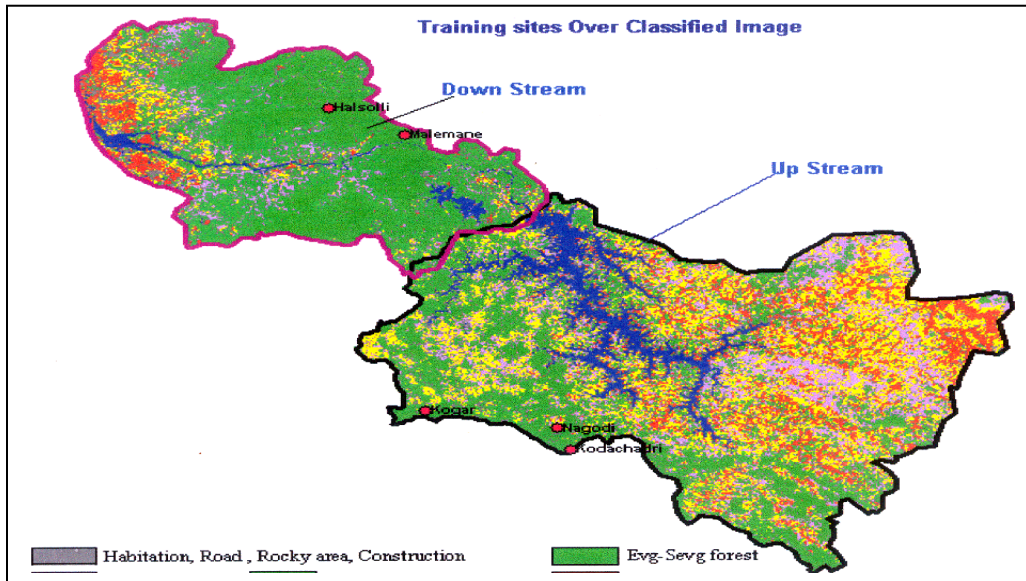 Training sites Over Classified Image
Down Stream
Halsolli
Malemane
Up Stream
Kogar
Nagodi
Kodachadri
Habitation, Road , Rocky area, Construction
Evg-Sevg forest